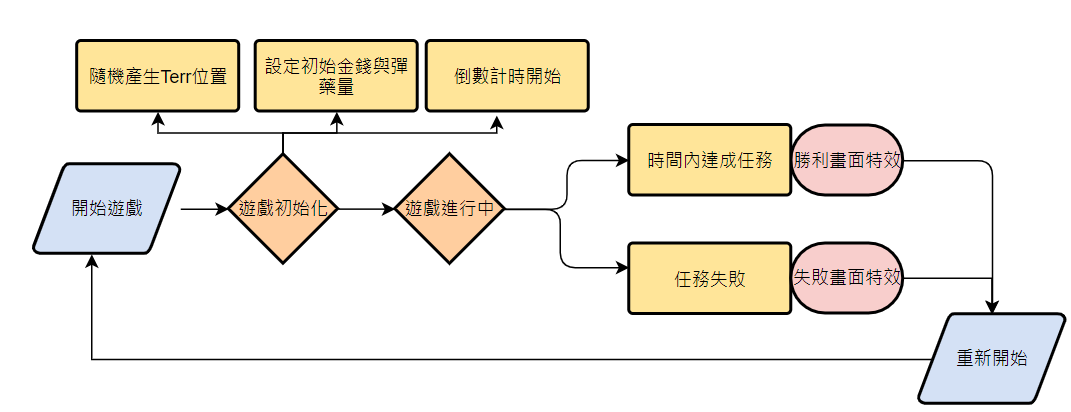 隨機產生Terr位置
設定初始金錢與彈
藥量
倒數計時開始
時間內達成任務
勝利畫面特效
開始遊戲
遊戲初始化
遊戲進行中
任務失敗
失敗畫面特效
重新開始